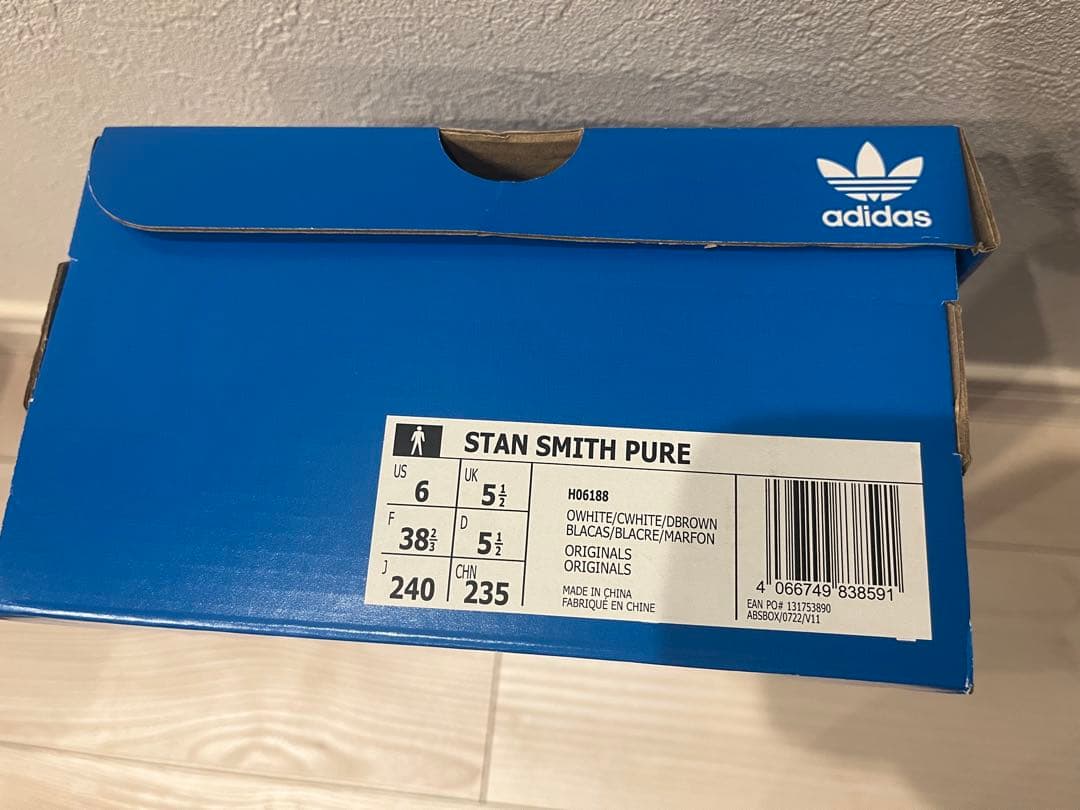 adidas
STAN SMITH PURE
US 6
UK 5½
F 38⅔
D 5½
J 240
CHN 235
H06188
OWHITE/CWHITE/DBROWN
BLACAS/BLACRE/MARFON
ORIGINALS
ORIGINALS
MADE IN CHINA
FABRIQUÉ EN CHINE
4 066749 838591
EAN PO# 131753890
ABSBOX/0722/V11